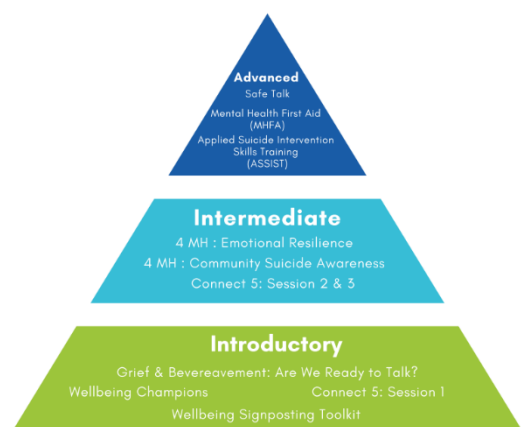 Advanced
Safe Talk
Mental Health First Aid
(MHFA)
Applied Suicide Intervention
Skills Training
(ASSIST)
Intermediate
4 MH : Emotional Resilience
4 MH : Community Suicide Awareness
Connect 5: Session 2 & 3
Introductory
Grief & Bevereavement: Are We Ready to Talk?
Wellbeing Champions Connect 5: Session 1
Wellbeing Signposting Toolkit